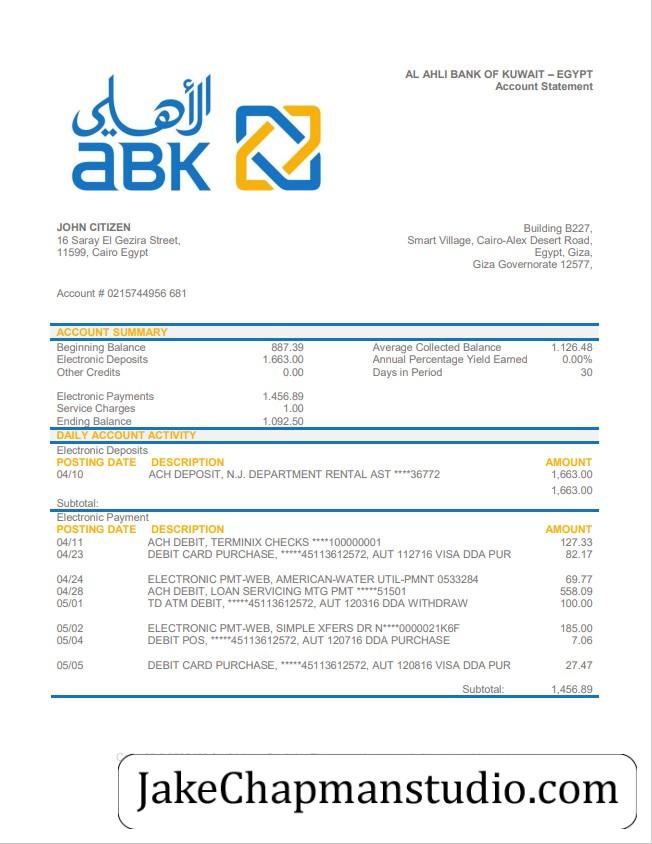 AL AHLI BANK OF KUWAIT – EGYPT
Account Statement
الأهلي
aBK
JOHN CITIZEN
16 Saray El Gezira Street,
11599, Cairo Egypt
Building B227,
Smart Village, Cairo-Alex Desert Road,
Egypt, Giza,
Giza Governorate 12577,
Account # 0215744956 681
ACCOUNT SUMMARY
Beginning Balance 887.39 Average Collected Balance 1.126.48
Electronic Deposits 1.663.00 Annual Percentage Yield Earned 0.00%
Other Credits 0.00 Days in Period 30
Electronic Payments 1.456.89
Service Charges 1.00
Ending Balance 1.092.50
DAILY ACCOUNT ACTIVITY
Electronic Deposits
POSTING DATE DESCRIPTION AMOUNT
04/10 ACH DEPOSIT, N.J. DEPARTMENT RENTAL AST ****36772 1,663.00
1,663.00
Subtotal:
Electronic Payment
POSTING DATE DESCRIPTION AMOUNT
04/11 ACH DEBIT, TERMINIX CHECKS ****100000001 127.33
04/23 DEBIT CARD PURCHASE, *****45113612572, AUT 112716 VISA DDA PUR 82.17
04/24 ELECTRONIC PMT-WEB, AMERICAN-WATER UTIL-PMNT 0533284 69.77
04/28 ACH DEBIT, LOAN SERVICING MTG PMT *****51501 558.09
05/01 TD ATM DEBIT, *****45113612572, AUT 120316 DDA WITHDRAW 100.00
05/02 ELECTRONIC PMT-WEB, SIMPLE XFERS DR N****0000021K6F 185.00
05/04 DEBIT POS, *****45113612572, AUT 120716 DDA PURCHASE 7.06
05/05 DEBIT CARD PURCHASE, *****45113612572, AUT 120816 VISA DDA PUR 27.47
Subtotal: 1,456.89
JakeChapmanstudio.com